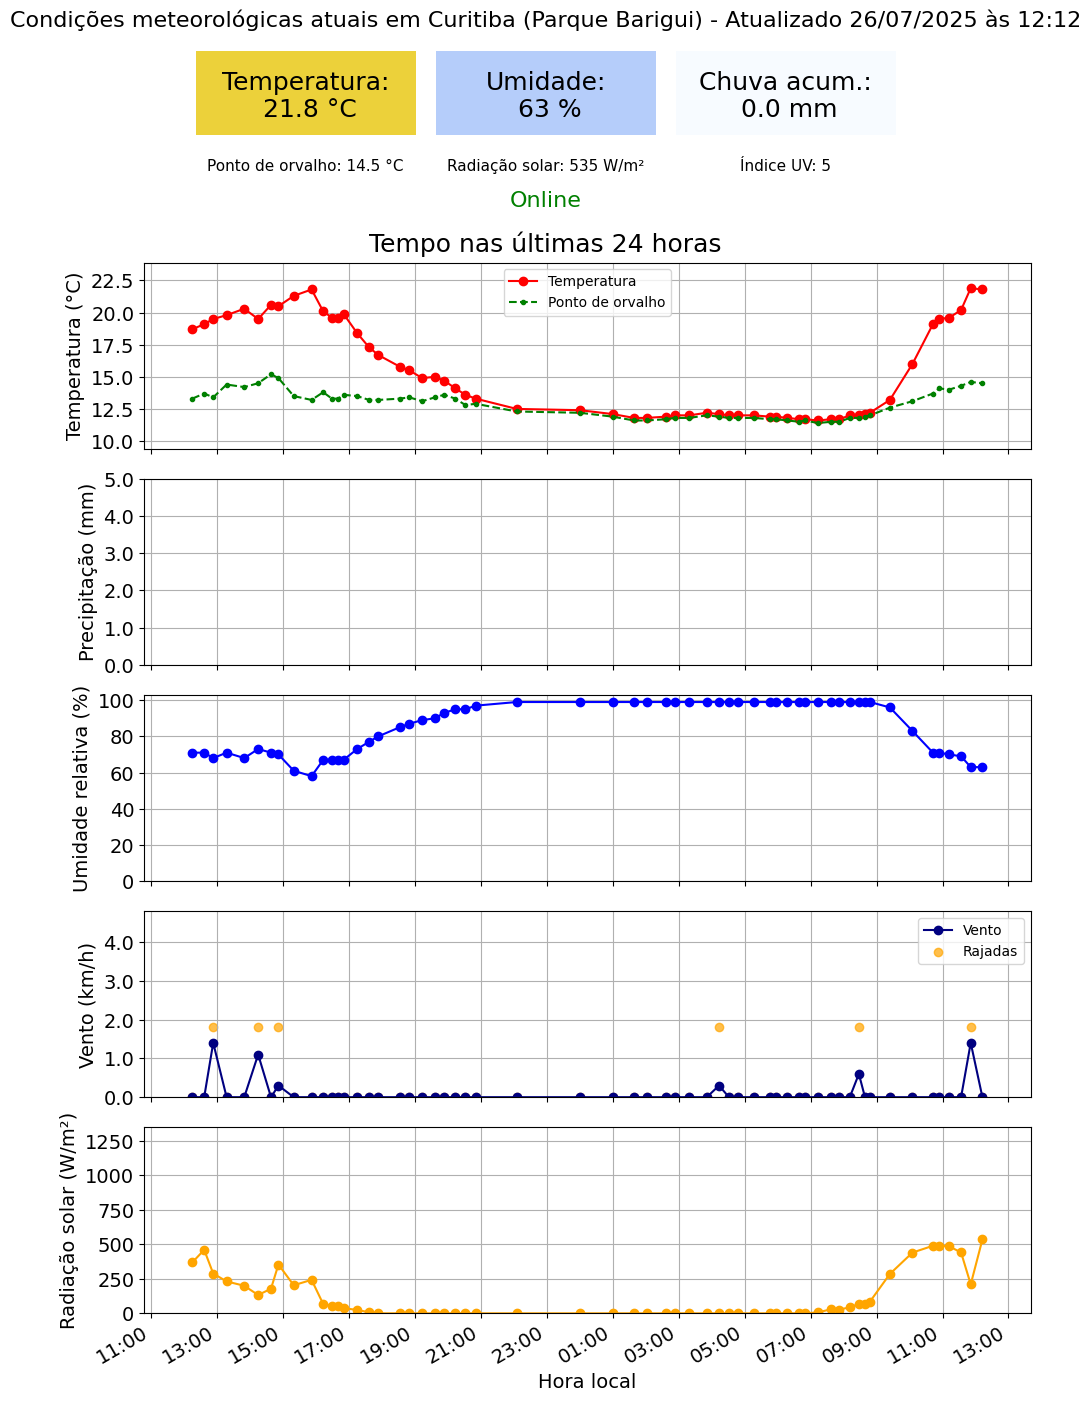 Condições meteorológicas atuais em Curitiba (Parque Barigui) - Atualizado 26/07/2025 às 12:12
Temperatura:
21.8 °C
Umidade:
63 %
Chuva acum.:
0.0 mm
Ponto de orvalho: 14.5 °C
Radiação solar: 535 W/m²
Índice UV: 5
Online
Tempo nas últimas 24 horas
Temperatura (°C)
22.5
20.0
17.5
15.0
12.5
10.0
Temperatura
Ponto de orvalho
Precipitação (mm)
5.0
4.0
3.0
2.0
1.0
0.0
Umidade relativa (%)
100
80
60
40
20
0
Vento (km/h)
4.0
3.0
2.0
1.0
0.0
Vento
Rajadas
Radiação solar (W/m²)
1250
1000
750
500
250
0
11:00
13:00
15:00
17:00
19:00
21:00
23:00
01:00
03:00
05:00
07:00
09:00
11:00
13:00
Hora local